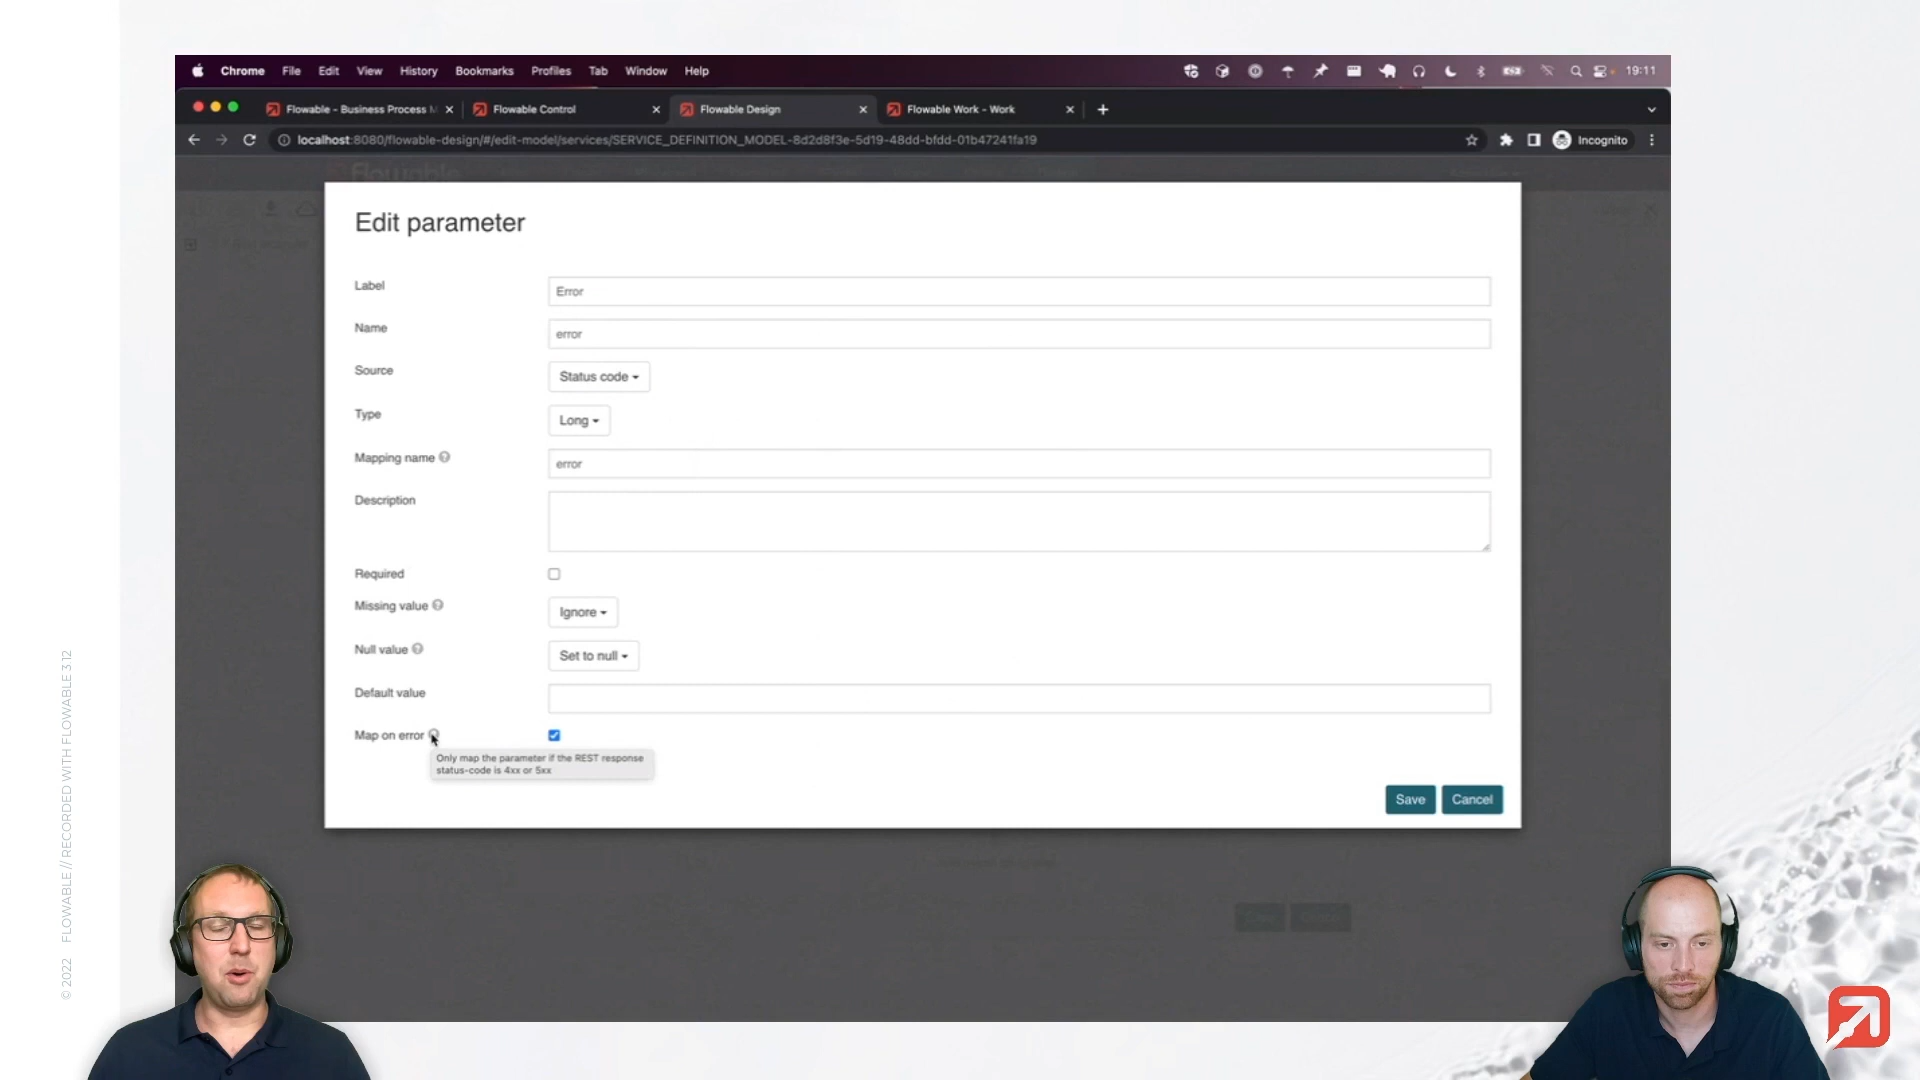 Chrome File Edit View History Bookmarks Profiles Tab Window Help 19:11
Flowable - Business Process M Flowable Control Flowable Design Flowable Work - Work
localhost:8080/flowable-design/#/edit-model/services/SERVICE_DEFINITION_MODEL-8d2d8f3e-5d19-48dd-bfdd-01b47241fa19 Incognito
Flowable
Edit parameter
Label Error
Name error
Source Status code
Type Long
Mapping name error
Description
Required
Missing value Ignore
Null value Set to null
Default value
Map on error
Only map the parameter if the REST response
status-code is 4xx or 5xx
Save Cancel
© 2022 FLOWABLE // RECORDED WITH FLOWABLE 3.12